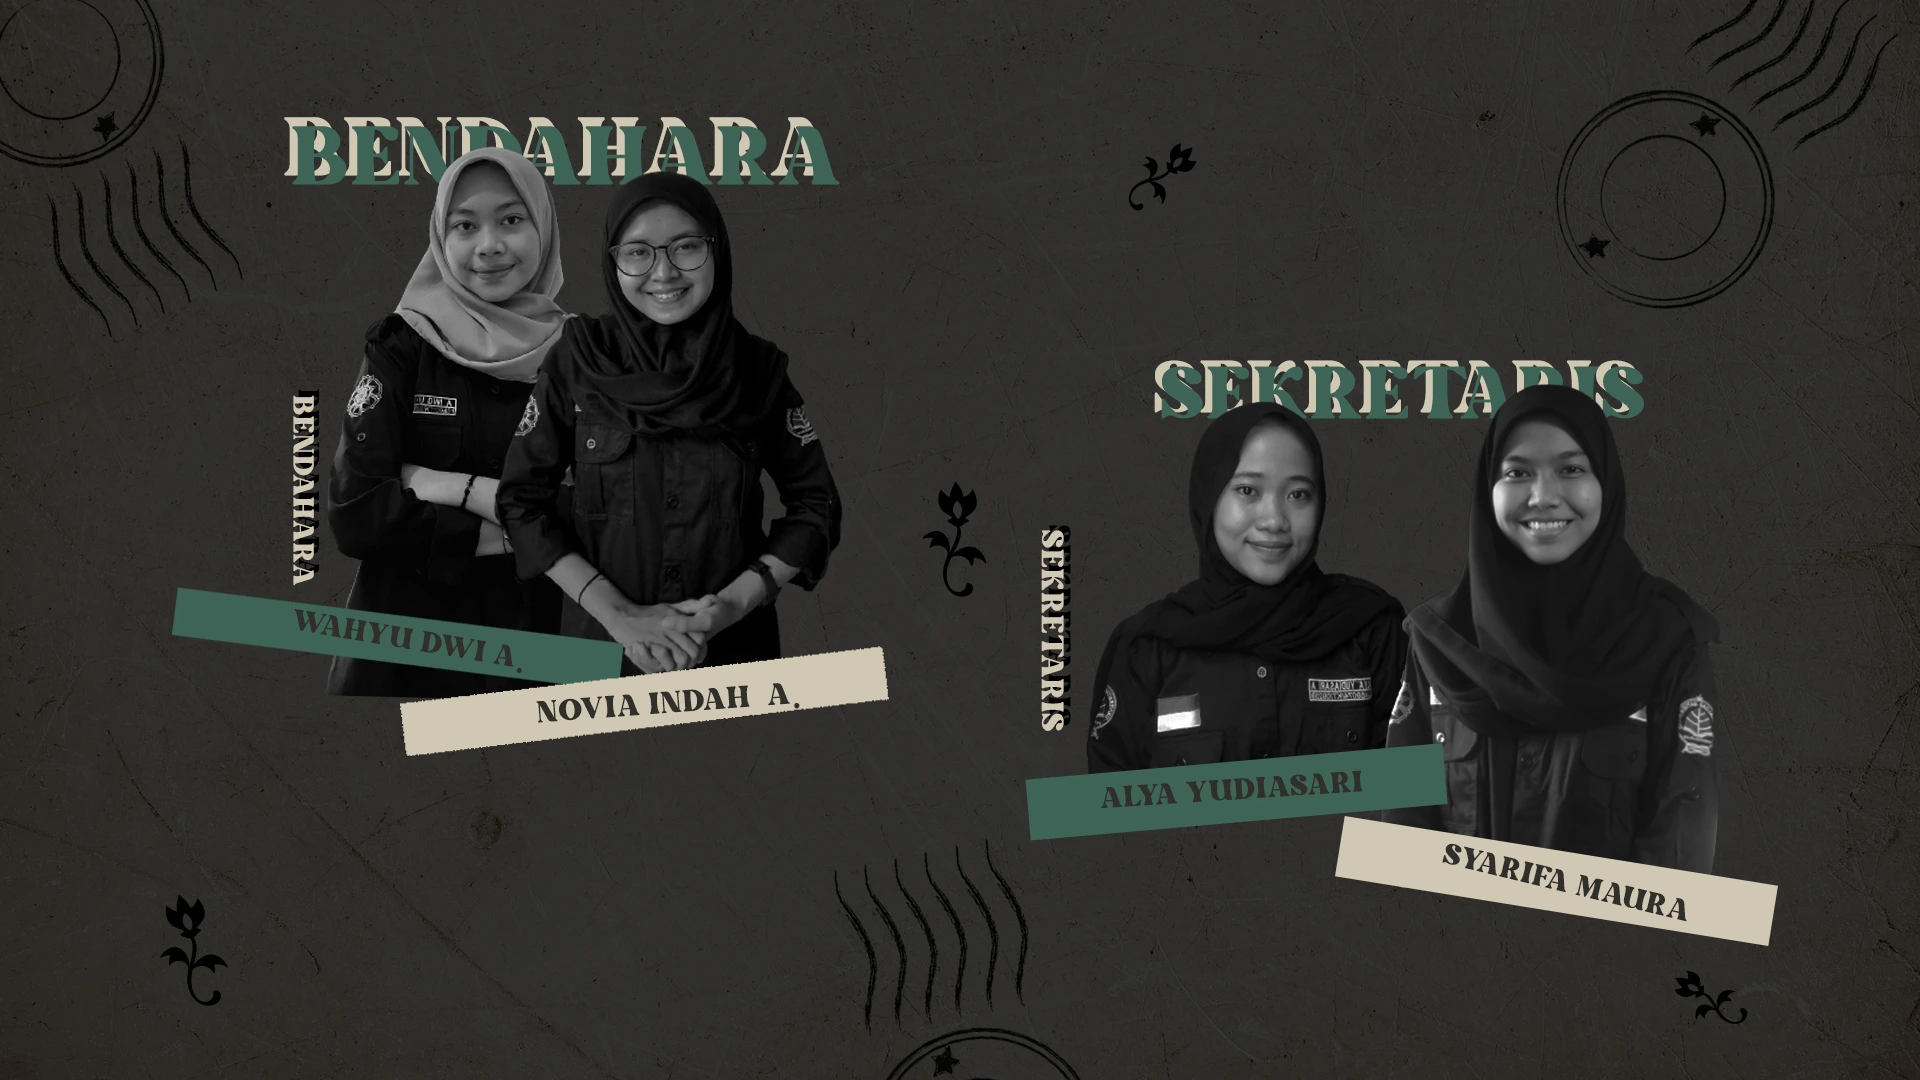 BENDAHARA
BENDAHARA
WAHYU DWI A.
NOVIA INDAH A.
SEKRETARIS
SEKRETARIS
ALYA YUDIASARI
SYARIFA MAURA